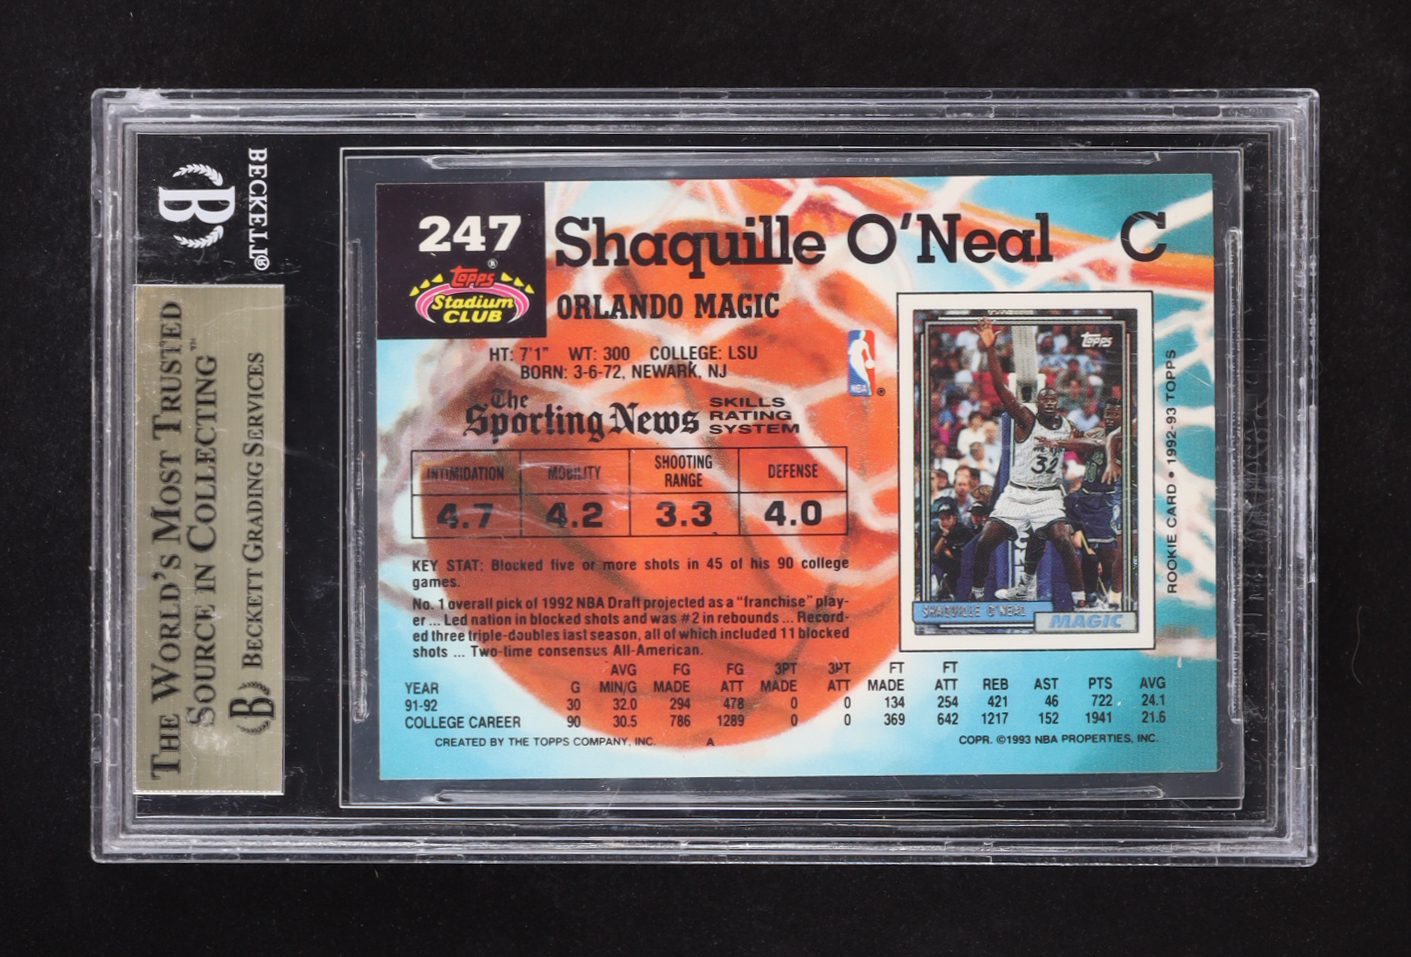 BECKETT®
B
THE WORLD'S MOST TRUSTED
SOURCE IN COLLECTING™
B BECKETT GRADING SERVICES
247
Topps®
Stadium
CLUB
Shaquille O'Neal C
ORLANDO MAGIC
HT: 7'1" WT: 300 COLLEGE: LSU
BORN: 3-6-72, NEWARK, NJ
NBA ®
The
Sporting News
SKILLS
RATING
SYSTEM
INTIMIDATION MOBILITY SHOOTING RANGE DEFENSE
4.7 4.2 3.3 4.0
KEY STAT: Blocked five or more shots in 45 of his 90 college
games.
No. 1 overall pick of 1992 NBA Draft projected as a "franchise" play-
er ... Led nation in blocked shots and was #2 in rebounds ... Record-
ed three triple-daubles last season, all of which included 11 blocked
shots ... Two-time consensus All-American.
Topps
32
SHAQUILLE O'NEAL
MAGIC
ROOKIE CARD • 1992-93 TOPPS
AVG FG FG 3PT 3PT FT FT
YEAR G MIN/G MADE ATT MADE ATT MADE ATT REB AST PTS AVG
91-92 30 32.0 294 478 0 0 134 254 421 46 722 24.1
COLLEGE CAREER 90 30.5 786 1289 0 0 369 642 1217 152 1941 21.6
CREATED BY THE TOPPS COMPANY, INC. A COPR. ©1993 NBA PROPERTIES, INC.